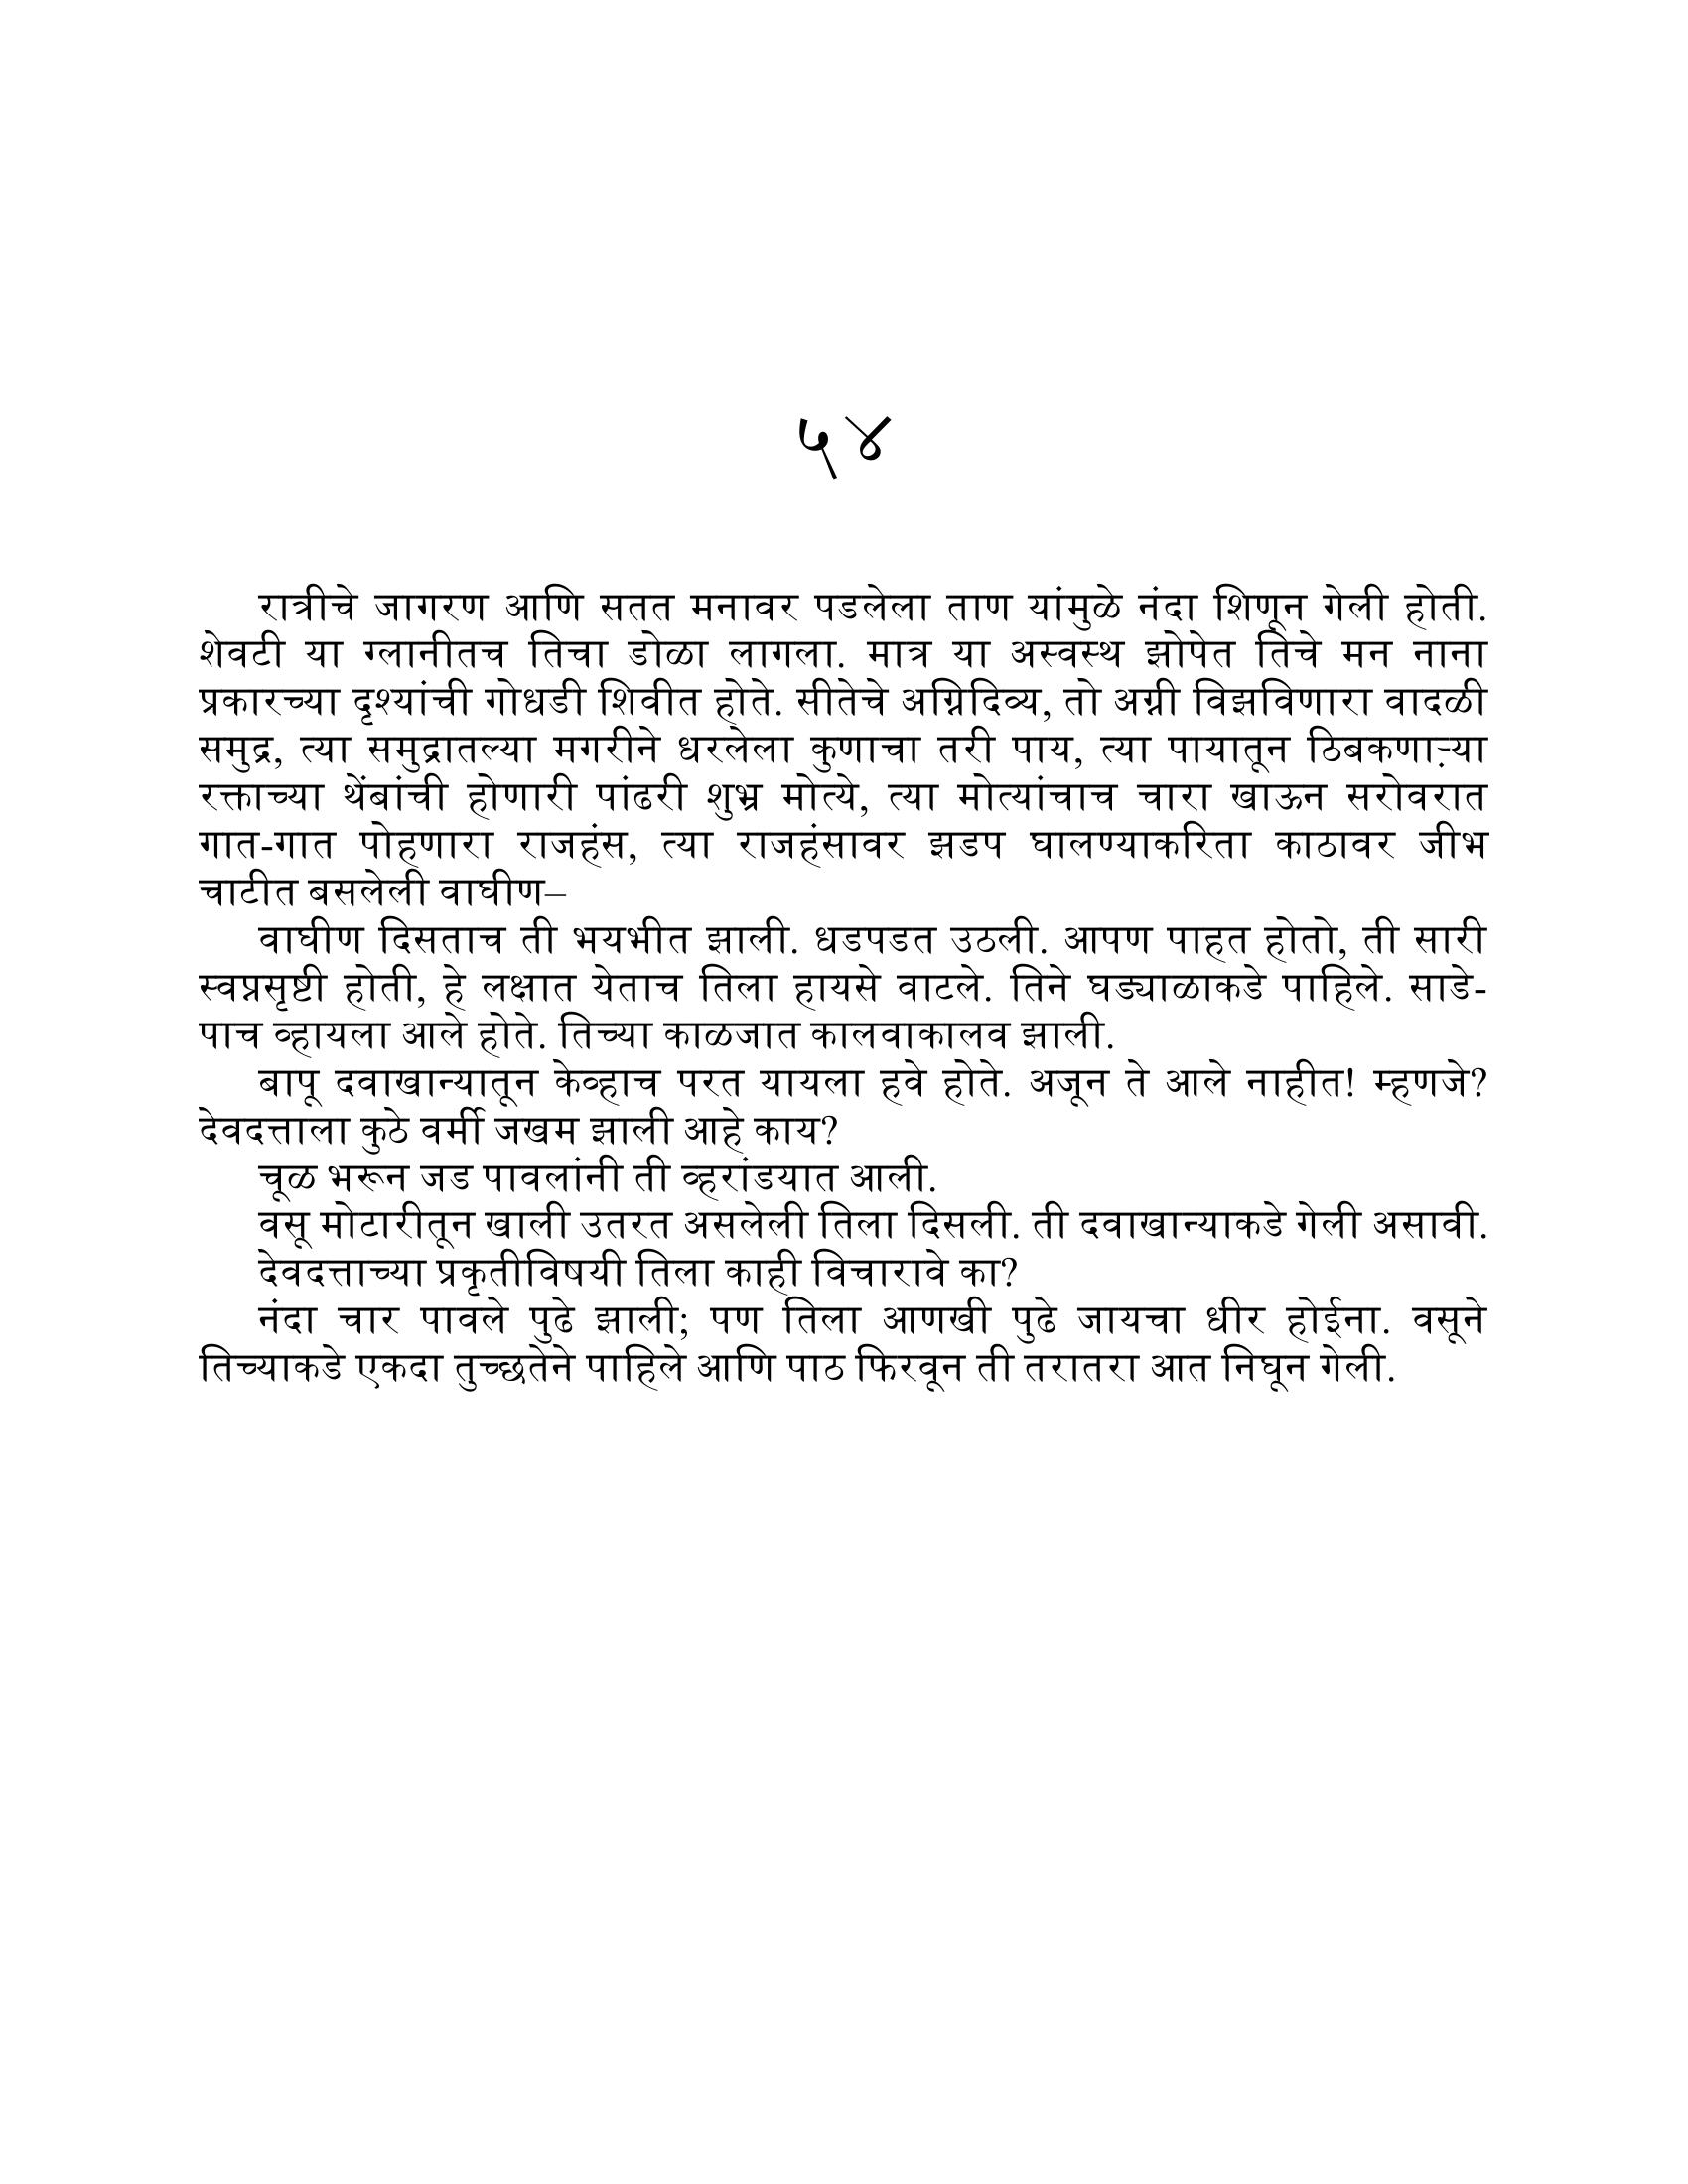 ५४
रात्रीचे जागरण आणि सतत मनावर पडलेला ताण यांमुळे नंदा शिणून गेली होती.
शेवटी या ग्लानीतच तिचा डोळा लागला. मात्र या अस्वस्थ झोपेत तिचे मन नाना
प्रकारच्या दृश्यांची गोधडी शिवीत होते. सीतेचे अग्निदिव्य, तो अग्नी विझविणारा वादळी
समुद्र, त्या समुद्रातल्या मगरीने धरलेला कुणाचा तरी पाय, त्या पायातून ठिबकणाऱ्या
रक्ताच्या थेंबांची होणारी पांढरी शुभ्र मोत्ये, त्या मोत्यांचाच चारा खाऊन सरोवरात
गात-गात पोहणारा राजहंस, त्या राजहंसावर झडप घालण्याकरिता काठावर जीभ
चाटीत बसलेली वाघीण–
वाघीण दिसताच ती भयभीत झाली. धडपडत उठली. आपण पाहत होतो, ती सारी
स्वप्नसृष्टी होती, हे लक्षात येताच तिला हायसे वाटले. तिने घड्याळाकडे पाहिले. साडे-
पाच व्हायला आले होते. तिच्या काळजात कालवाकालव झाली.
बापू दवाखान्यातून केव्हाच परत यायला हवे होते. अजून ते आले नाहीत! म्हणजे?
देवदत्ताला कुठे वर्मी जखम झाली आहे काय?
चूळ भरून जड पावलांनी ती व्हरांडयात आली.
वसू मोटारीतून खाली उतरत असलेली तिला दिसली. ती दवाखान्याकडे गेली असावी.
देवदत्ताच्या प्रकृतीविषयी तिला काही विचारावे का?
नंदा चार पावले पुढे झाली; पण तिला आणखी पुढे जायचा धीर होईना. वसूने
तिच्याकडे एकदा तुच्छतेने पाहिले आणि पाठ फिरवून ती तरातरा आत निघून गेली.